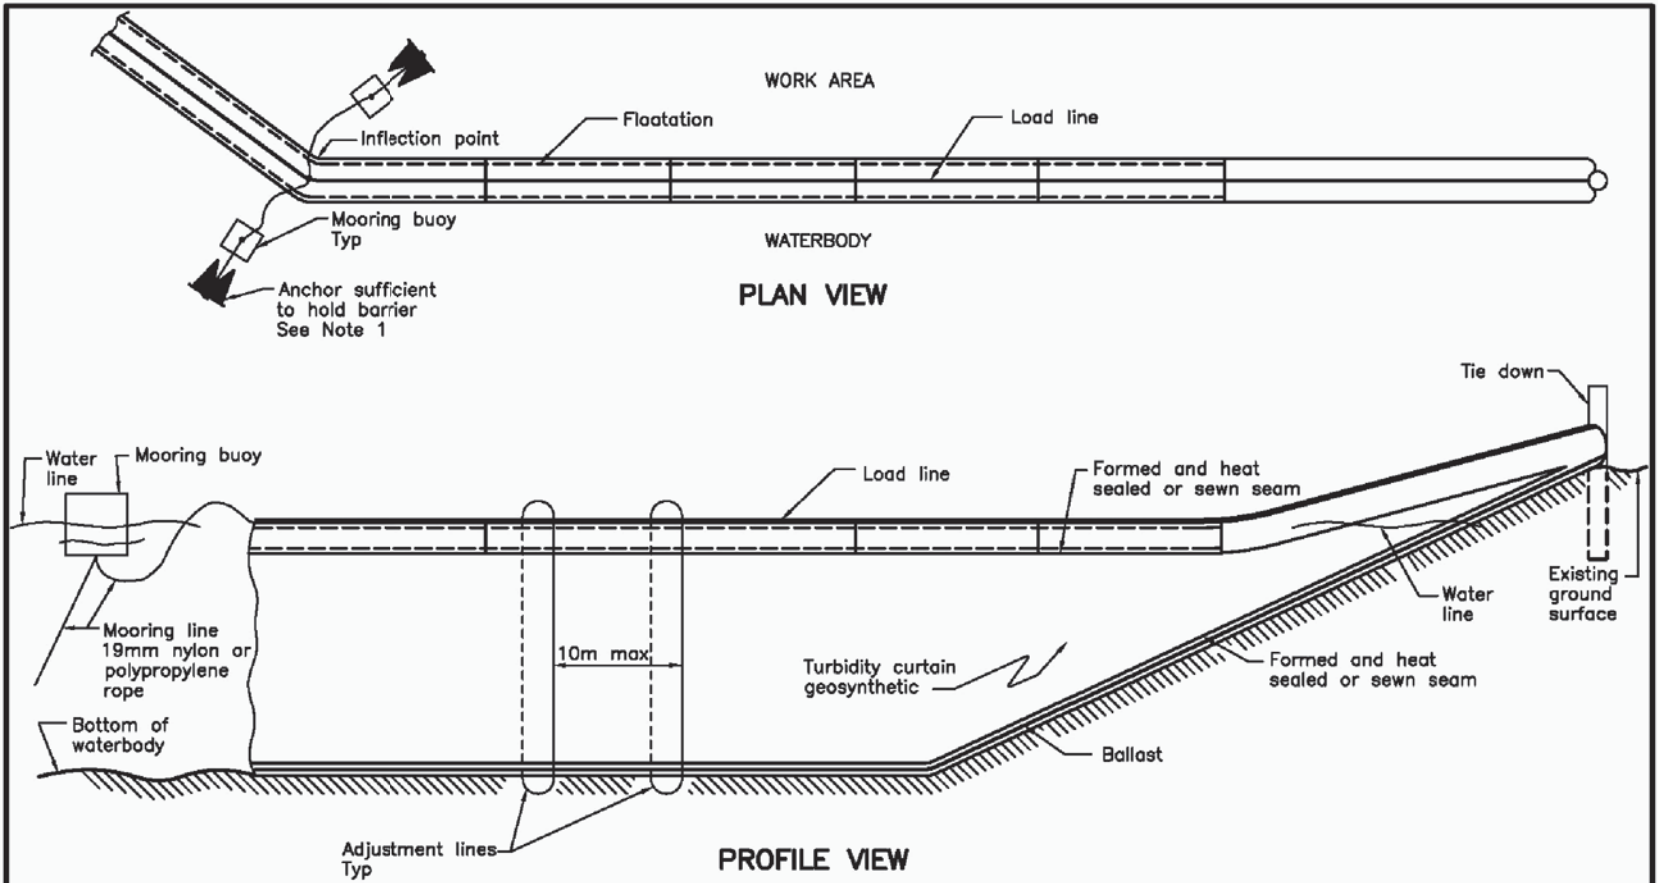 WORK AREA
Floatation
Load line
Inflection point
Mooring buoy
Typ
WATERBODY
Anchor sufficient
to hold barrier
See Note 1
PLAN VIEW
Tie down
Water
line
Mooring buoy
Load line
Formed and heat
sealed or sewn seam
Mooring line
19mm nylon or
polypropylene
rope
10m max
Turbidity curtain
geosynthetic
Water
line
Existing
ground
surface
Formed and heat
sealed or sewn seam
Bottom of
waterbody
Ballast
Adjustment lines
Typ
PROFILE VIEW